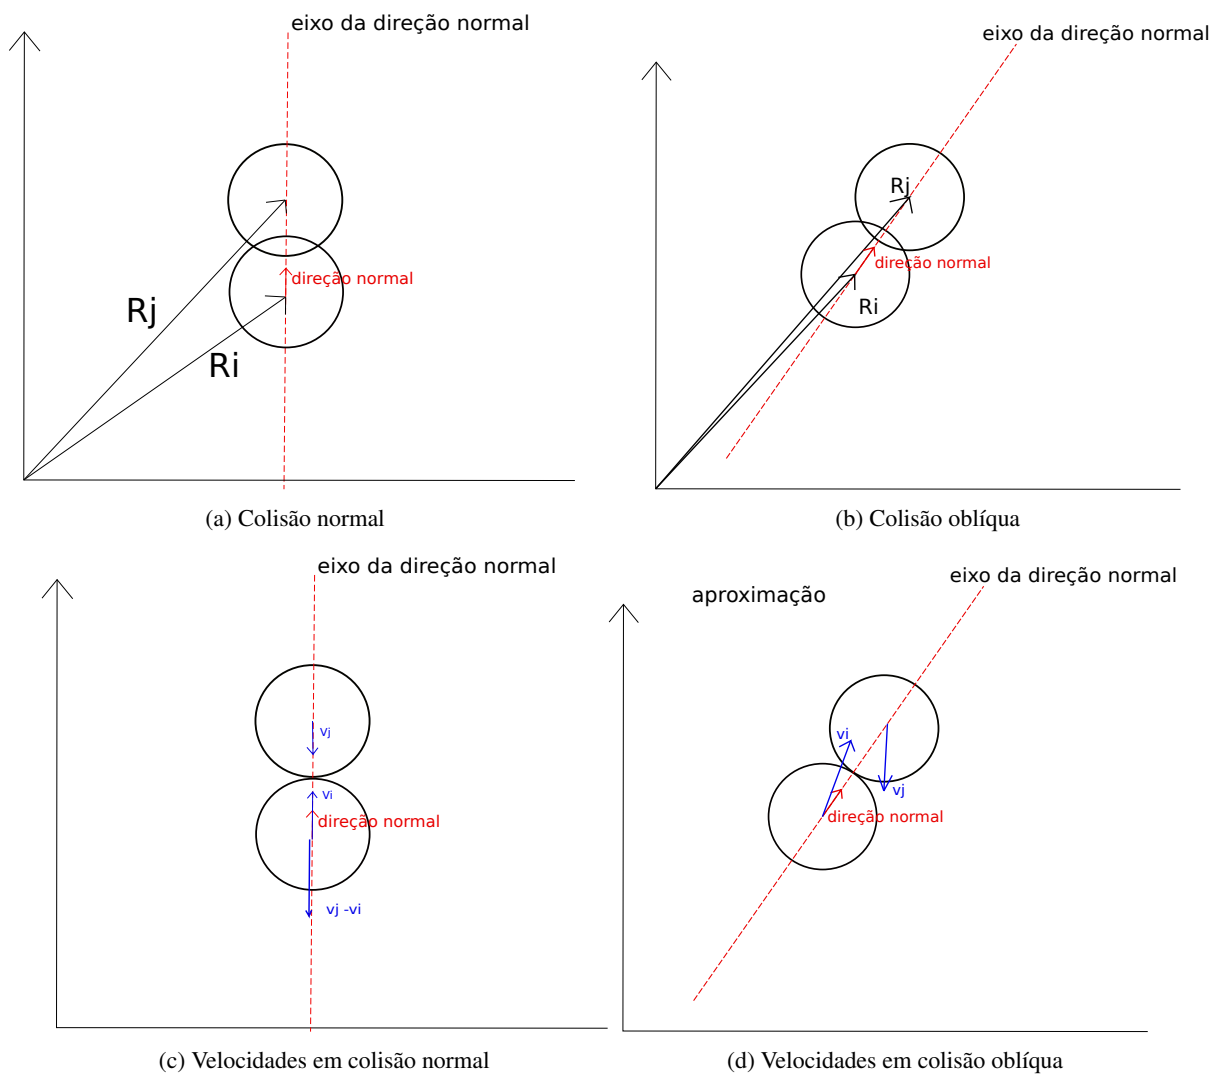 eixo da direção normal
direção normal
Rj
Ri
(a) Colisão normal
eixo da direção normal
Rj
direção normal
Ri
(b) Colisão oblíqua
eixo da direção normal
vj
vi
direção normal
vj -vi
(c) Velocidades em colisão normal
aproximação
eixo da direção normal
vi
vj
direção normal
(d) Velocidades em colisão oblíqua